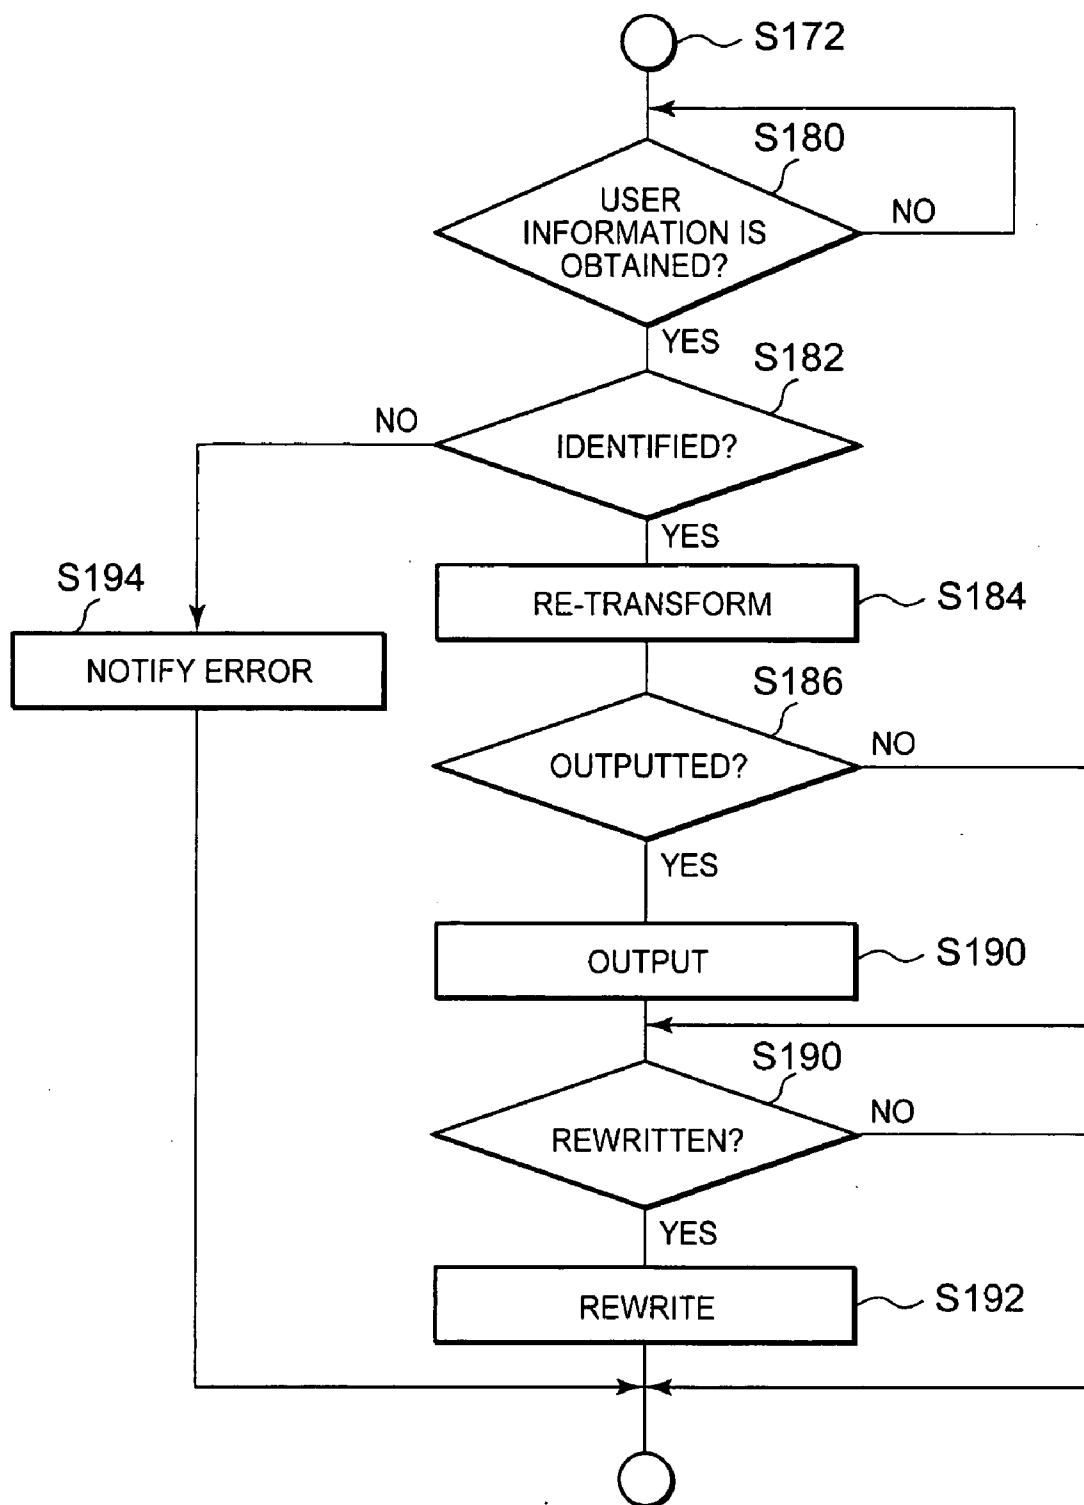 S172
S180
USER
INFORMATION IS
OBTAINED?
NO
YES
S182
NO
IDENTIFIED?
YES
S194
RE-TRANSFORM
S184
NOTIFY ERROR
S186
OUTPUTTED?
NO
YES
OUTPUT
S190
S190
REWRITTEN?
NO
YES
REWRITE
S192